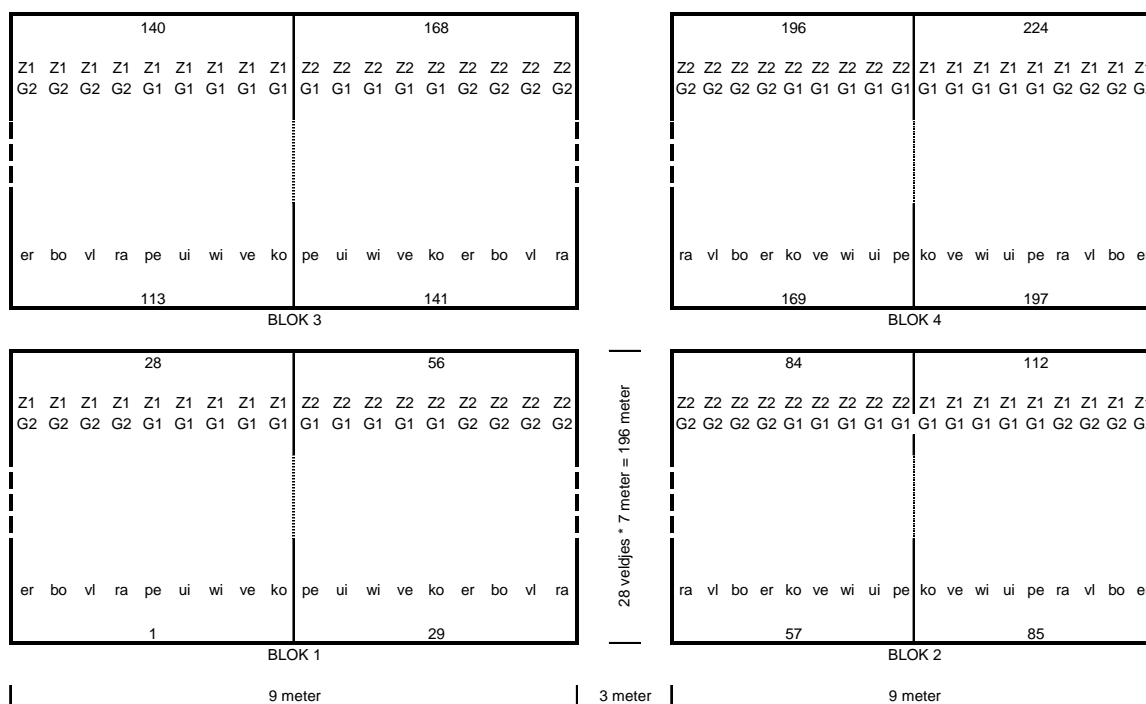 140 168 196 224
Z1 Z1 Z1 Z1 Z1 Z1 Z1 Z1 Z1 Z2 Z2 Z2 Z2 Z2 Z2 Z2 Z2 Z2 Z2 Z2 Z2 Z2 Z2 Z2 Z2 Z2 Z2 Z1 Z1 Z1 Z1 Z1 Z1 Z1 Z1
G2 G2 G2 G2 G1 G1 G1 G1 G1 G1 G1 G1 G1 G1 G2 G2 G2 G2 G2 G2 G2 G2 G1 G1 G1 G1 G1 G1 G1 G1 G1 G1 G2 G2 G2
er bo vl ra pe ui wi ve ko pe ui wi ve ko er bo vl ra ra vl bo er ko ve wi ui pe ko ve wi ui pe ra vl bo
113 141 169 197
BLOK 3 BLOK 4
28 56 84 112
Z1 Z1 Z1 Z1 Z1 Z1 Z1 Z1 Z1 Z2 Z2 Z2 Z2 Z2 Z2 Z2 Z2 Z2 Z2 Z2 Z2 Z2 Z2 Z2 Z2 Z2 Z2 Z1 Z1 Z1 Z1 Z1 Z1 Z1 Z1
G2 G2 G2 G2 G1 G1 G1 G1 G1 G1 G1 G1 G1 G1 G2 G2 G2 G2 G2 G2 G2 G2 G1 G1 G1 G1 G1 G1 G1 G1 G1 G1 G2 G2 G2
28 veldjes * 7 meter = 196 meter
er bo vl ra pe ui wi ve ko pe ui wi ve ko er bo vl ra ra vl bo er ko ve wi ui pe ko ve wi ui pe ra vl bo
1 29 57 85
BLOK 1 BLOK 2
9 meter 3 meter 9 meter